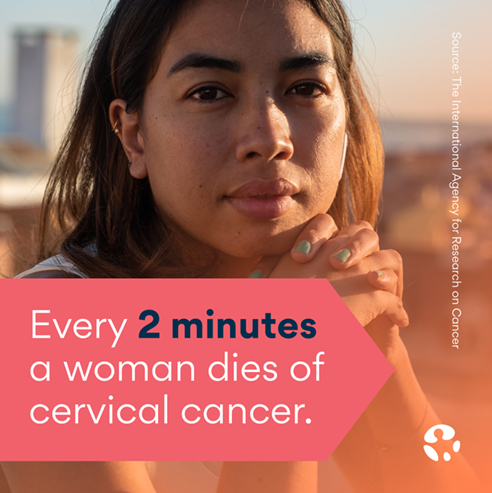 Every 2 minutes
a woman dies of
cervical cancer.
Source: The International Agency for Research on Cancer